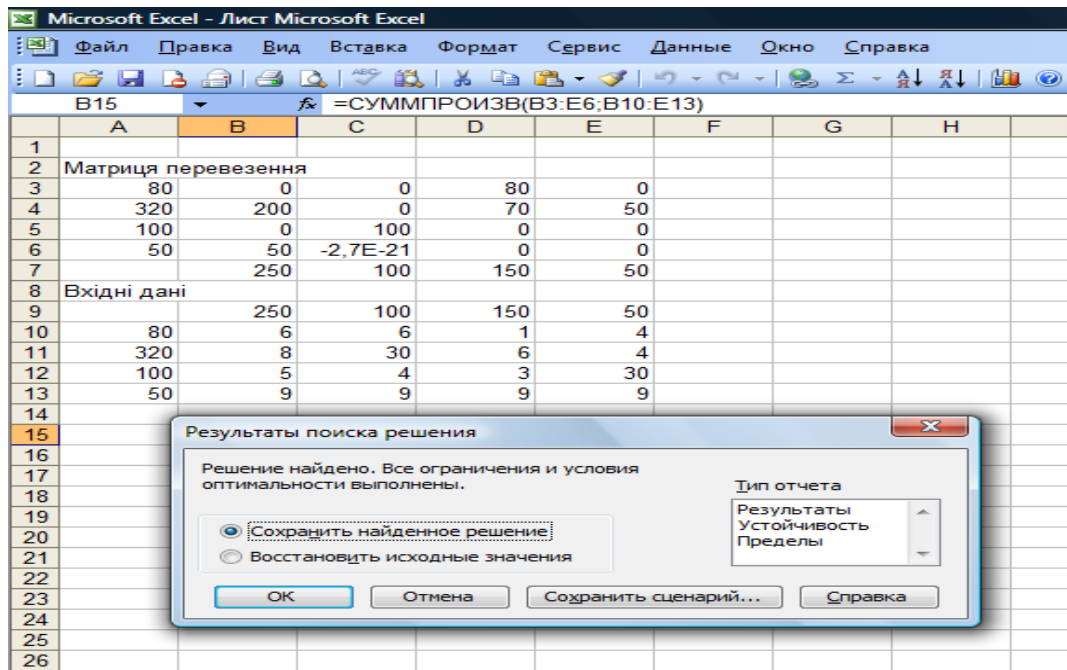 Microsoft Excel - Лист Microsoft Excel
Файл Правка Вид Вставка Формат Сервис Данные Окно Справка
B15 fx =СУММПРОИЗВ(B3:E6;B10:E13)
A B C D E F G H
1
2 Матриця перевезення
3 80 0 0 80 0
4 320 200 0 70 50
5 100 0 100 0 0
6 50 50 -2,7E-21 0 0
7 250 100 150 50
8 Вхідні дані
9 250 100 150 50
10 80 6 6 1 4
11 320 8 30 6 4
12 100 5 4 3 30
13 50 9 9 9 9
14
15
16
17
18
19
20
21
22
23
24
25
26
Результаты поиска решения
Решение найдено. Все ограничения и условия
оптимальности выполнены.
Тип отчета
Результаты
Устойчивость
Пределы
Сохранить найденное решение
Восстановить исходные значения
ОК Отмена Сохранить сценарий... Справка